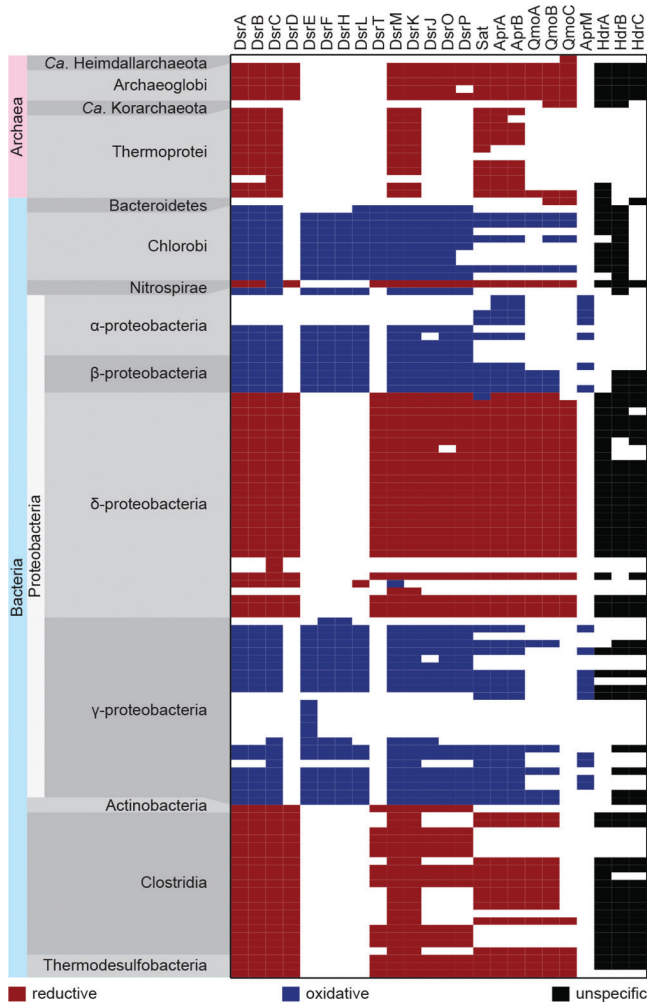 DsrA DsrB DsrC DsrD DsrE DsrF DsrH DsrL DsrT DsrM DsrK DsrJ DsrO DsrP Sat AprA AprB QmoA QmoB QmoC AprM HdrA HdrB HdrC
Archaea
Ca. Heimdallarchaeota
Archaeoglobi
Ca. Korarchaeota
Thermoprotei
Bacteria
Bacteroidetes
Chlorobi
Nitrospirae
Proteobacteria
α-proteobacteria
β-proteobacteria
δ-proteobacteria
γ-proteobacteria
Actinobacteria
Clostridia
Thermodesulfobacteria
reductive oxidative unspecific